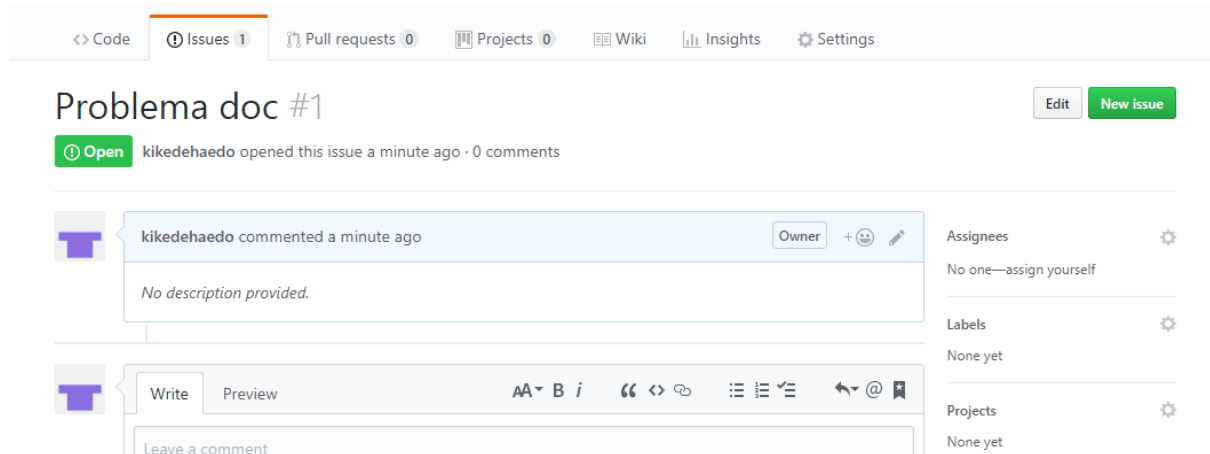 Code Issues 1 Pull requests 0 Projects 0 Wiki Insights Settings
Problema doc #1
Edit New issue
Open kikedehaedo opened this issue a minute ago · 0 comments
kikedehaedo commented a minute ago Owner
No description provided.
Assignees
No one—assign yourself
Labels
None yet
Write Preview AA B i @
Projects
None yet
Leave a comment